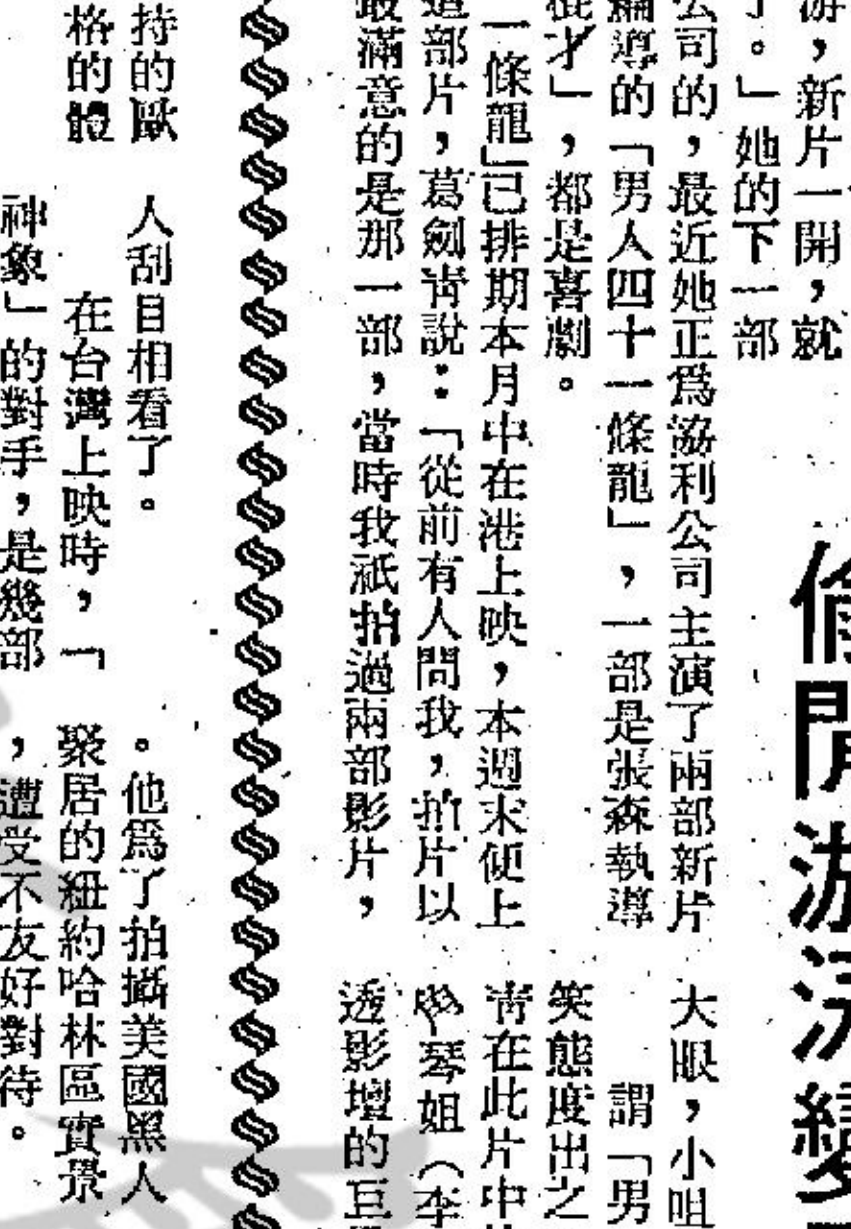 偷閒游泳
游，新片一開，就
了。」她的下一部
公司的，最近她正爲協利公司主演了兩部新片
編導的「男人四十一條龍」，一部是張森執導
才」，都是喜劇。
一條龍」已排期本月中在港上映，本週末便上
這部片，葛劍青說：「從前有人問我，拍片以
最滿意的是那一部，當時我祇拍過兩部影片，
大眼，小咀
謂「男
笑態度出之
青在此片中
琴姐（李
透影壇的巨
持的歐
格的體
人刮目相看了。
在台灣上映時，「
神象」的對手，是幾部
。他爲了拍攝美國黑人
聚居的紐約哈林區實景
，遭受不友好對待。